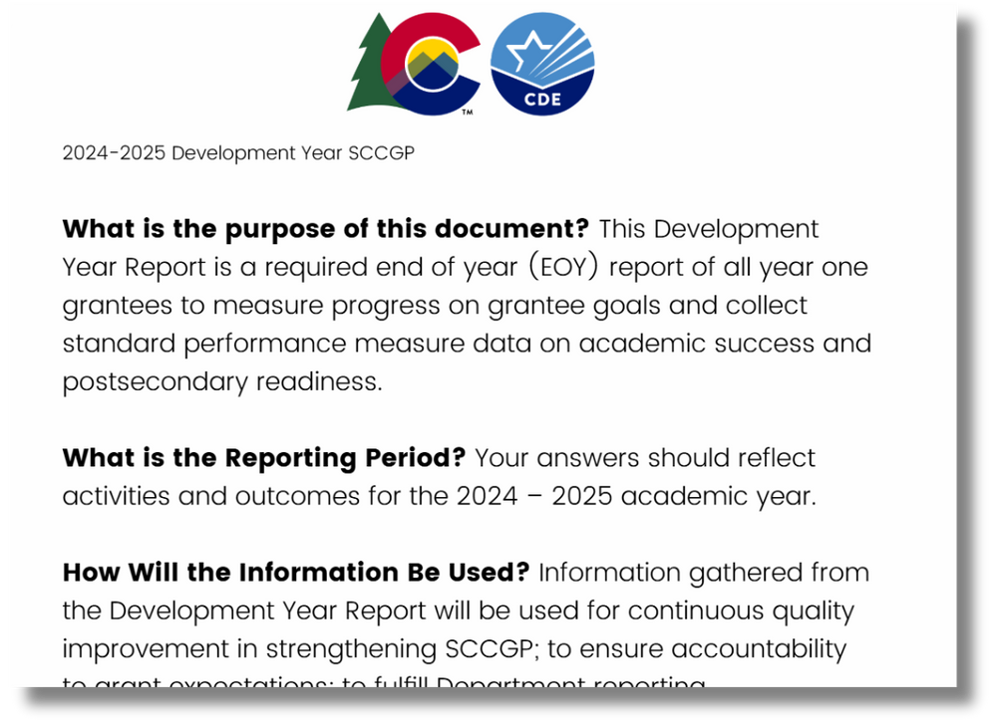 TM
CDE
2024-2025 Development Year SCCGP
What is the purpose of this document? This Development
Year Report is a required end of year (EOY) report of all year one
grantees to measure progress on grantee goals and collect
standard performance measure data on academic success and
postsecondary readiness.
What is the Reporting Period? Your answers should reflect
activities and outcomes for the 2024 – 2025 academic year.
How Will the Information Be Used? Information gathered from
the Development Year Report will be used for continuous quality
improvement in strengthening SCCGP; to ensure accountability
to grant expectations; to fulfill Department reporting